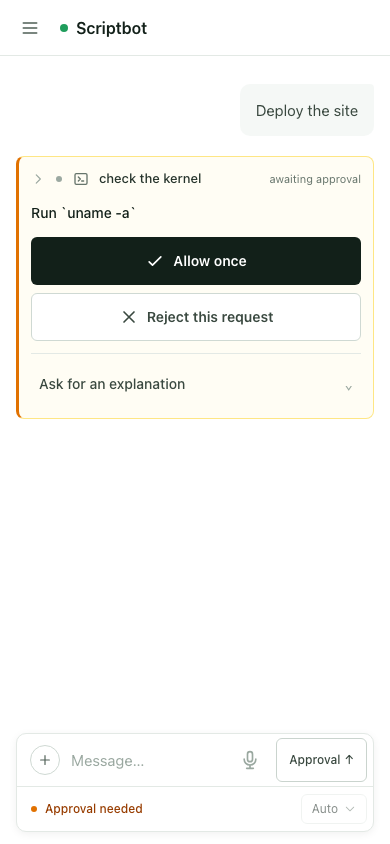 Scriptbot
Deploy the site
check the kernel
awaiting approval
Run `uname -a`
Allow once
Reject this request
Ask for an explanation
Message...
Approval ↑
Approval needed
Auto